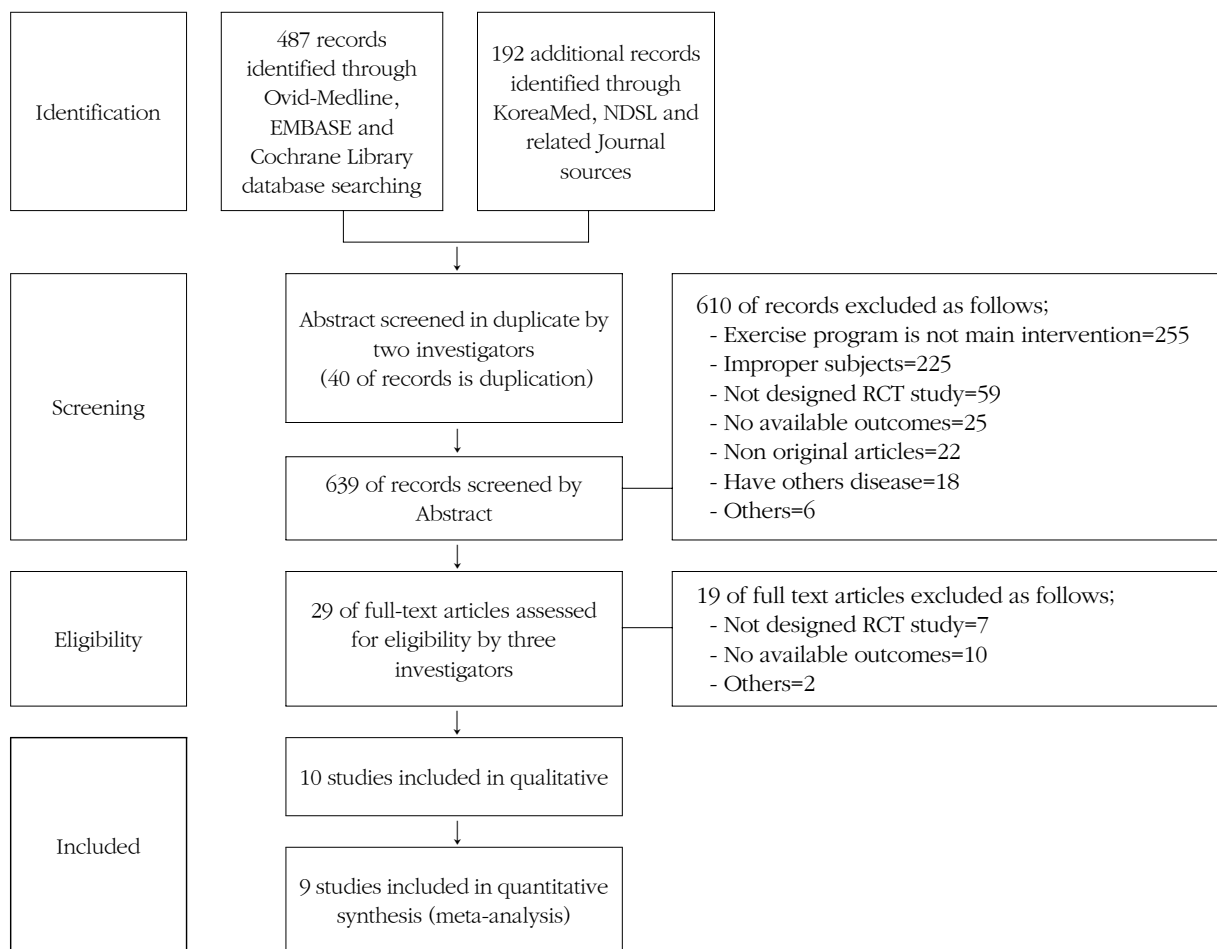 Identification
487 records
identified through
Ovid-Medline,
EMBASE and
Cochrane Library
database searching
192 additional records
identified through
KoreaMed, NDSL and
related Journal
sources
Screening
Abstract screened in duplicate by
two investigators
(40 of records is duplication)
639 of records screened by
Abstract
610 of records excluded as follows;
- Exercise program is not main intervention=255
- Improper subjects=225
- Not designed RCT study=59
- No available outcomes=25
- Non original articles=22
- Have others disease=18
- Others=6
Eligibility
29 of full-text articles assessed
for eligibility by three
investigators
19 of full text articles excluded as follows;
- Not designed RCT study=7
- No available outcomes=10
- Others=2
Included
10 studies included in qualitative
9 studies included in quantitative
synthesis (meta-analysis)